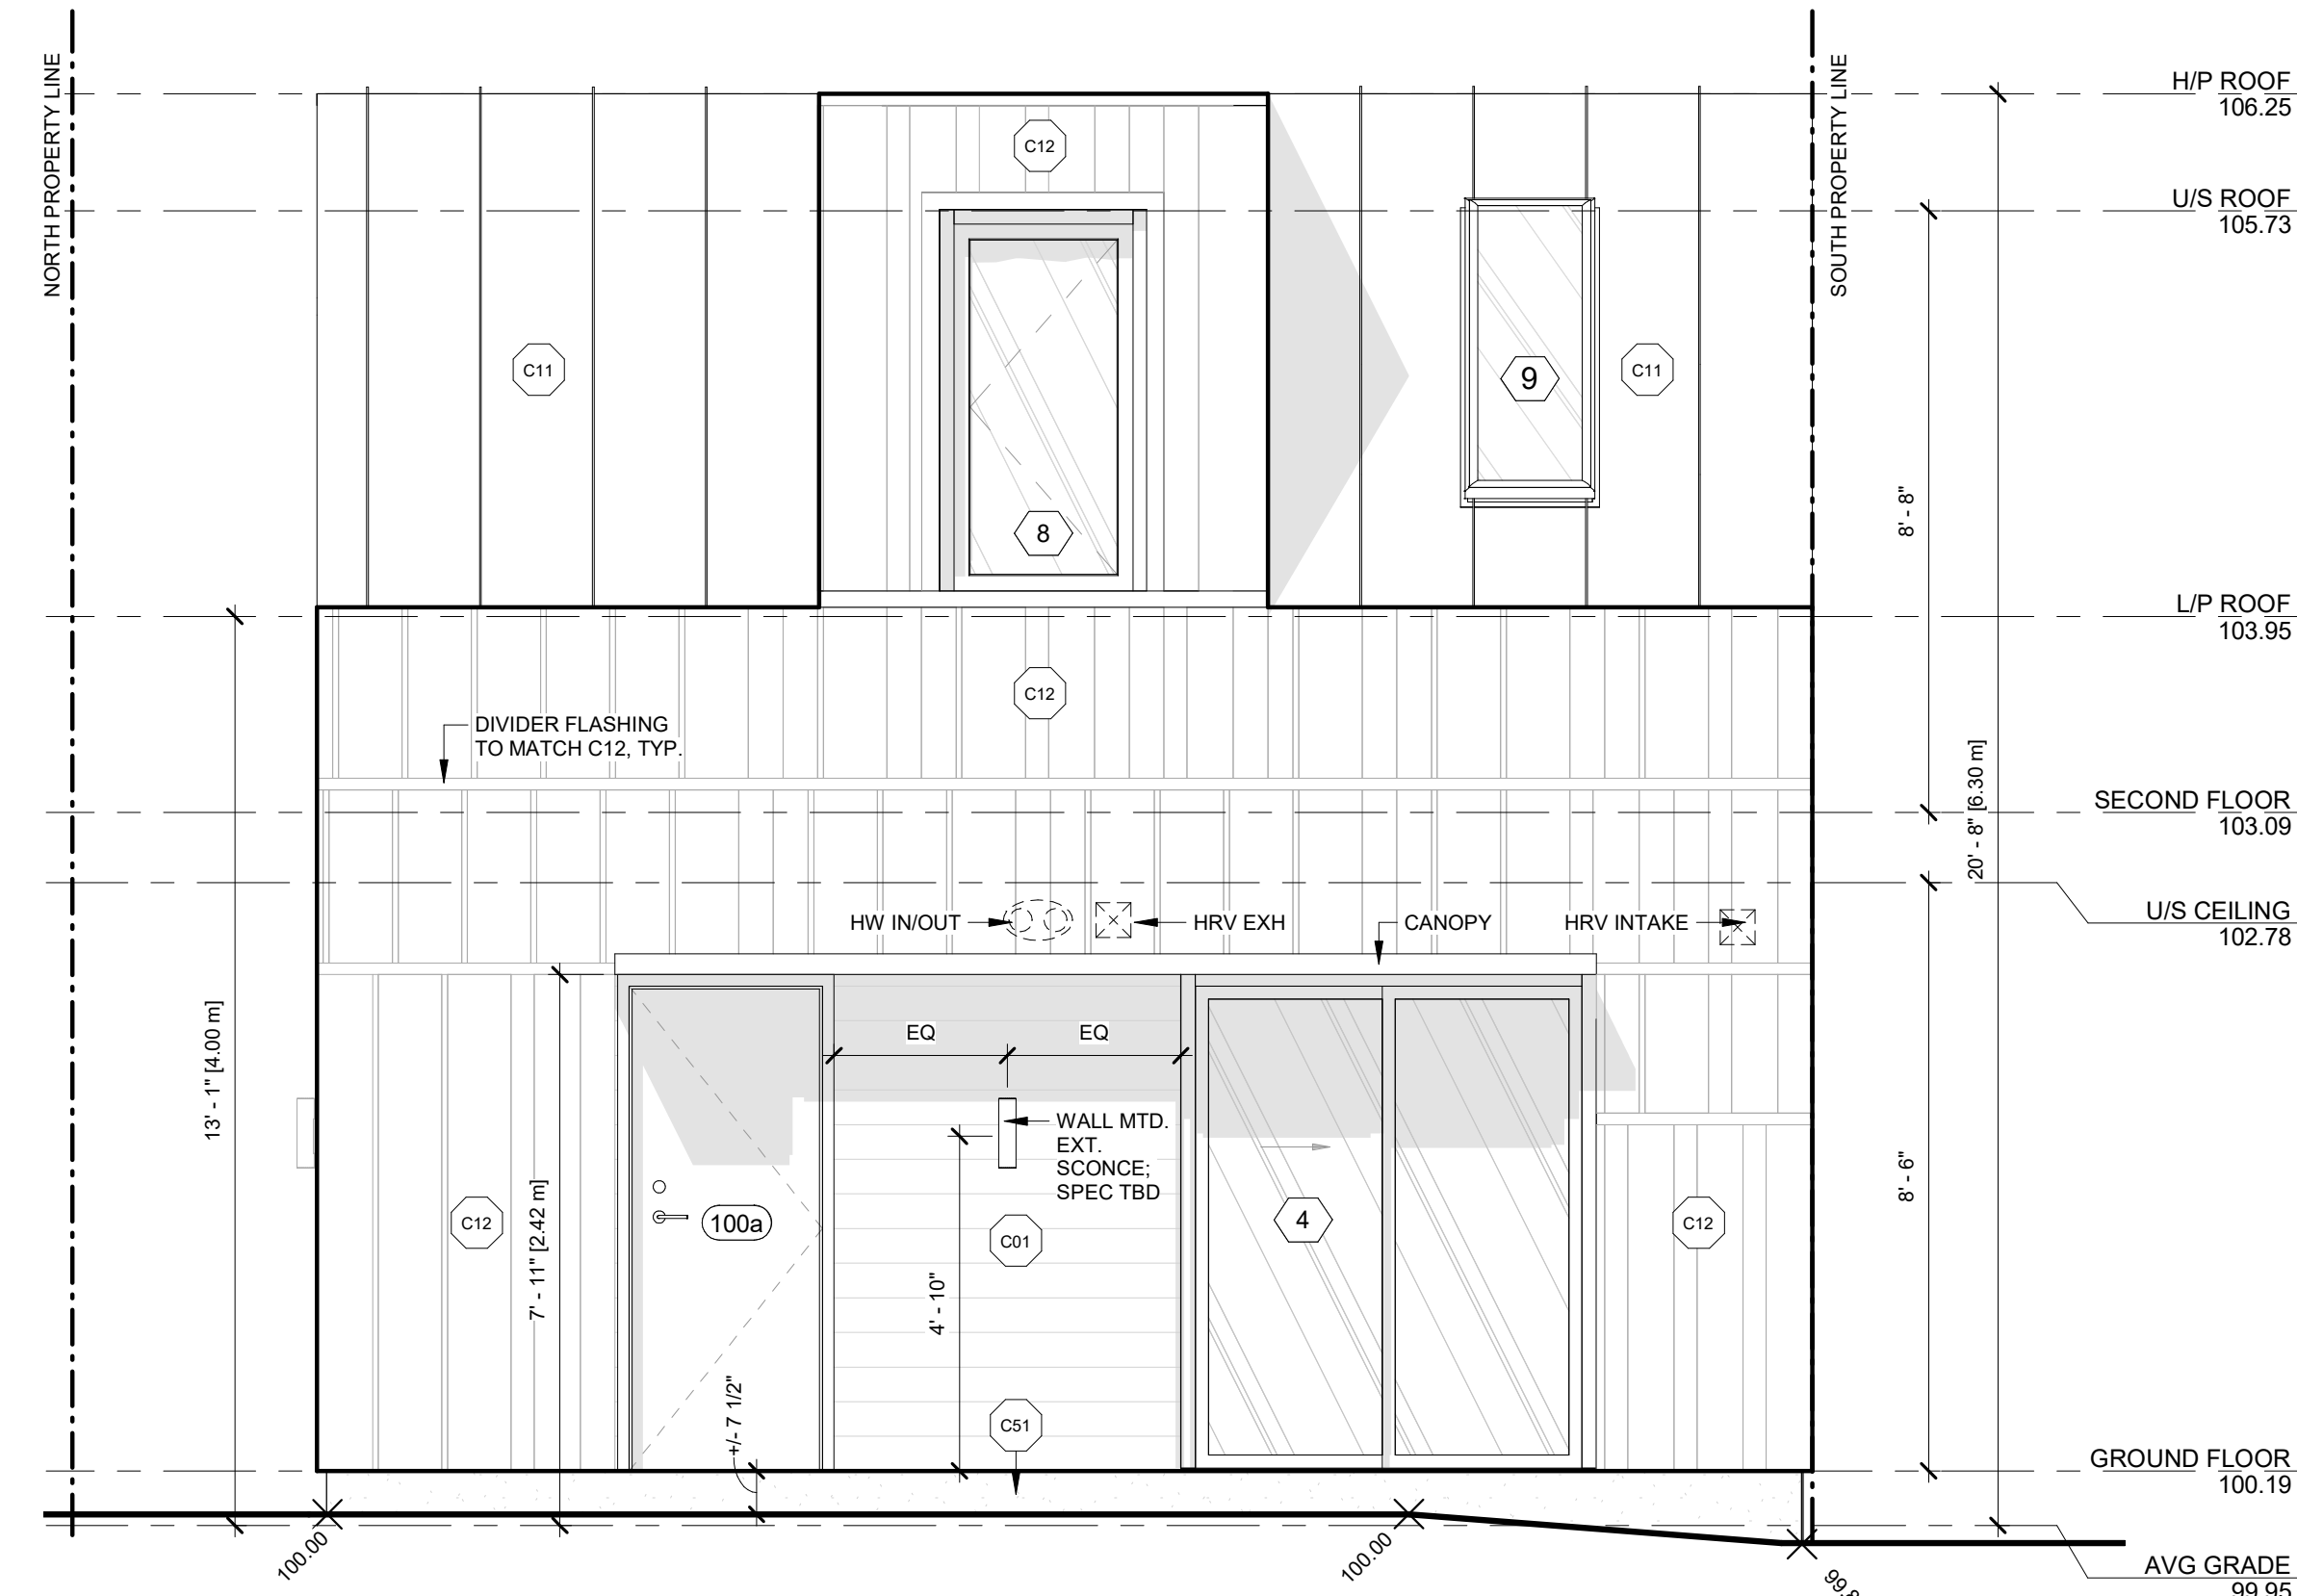 NORTH PROPERTY LINE
SOUTH PROPERTY LINE
H/P ROOF
106.25
U/S ROOF
105.73
C12
C11
9
C11
8
8' - 8"
L/P ROOF
103.95
C12
DIVIDER FLASHING
TO MATCH C12, TYP.
20' - 8" [6.30 m]
SECOND FLOOR
103.09
HW IN/OUT
HRV EXH
CANOPY
HRV INTAKE
U/S CEILING
102.78
13' - 1" [4.00 m]
EQ
EQ
WALL MTD.
EXT.
SCONCE;
SPEC TBD
8' - 6"
7' - 11" [2.42 m]
C12
100a
C01
4
C12
4' - 10"
+/- 7 1/2"
C51
GROUND FLOOR
100.19
100.00
100.00
AVG GRADE
99.95